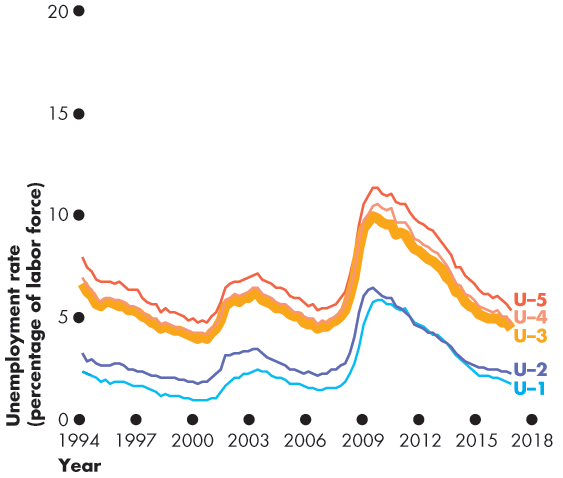 20
15
10
5
0
Unemployment rate
(percentage of labor force)
U–5
U–4
U–3
U–2
U–1
1994 1997 2000 2003 2006 2009 2012 2015 2018
Year